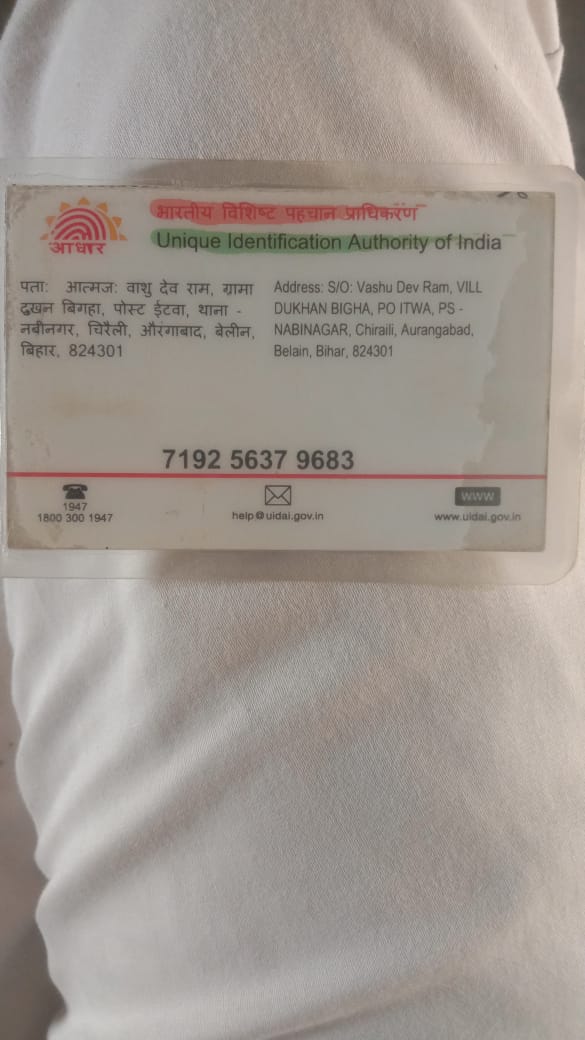 भारतीय विशिष्ट पहचान प्राधिकरण
Unique Identification Authority of India
आधार
पता: आत्मज: वाशु देव राम, ग्रामा
दुखन बिगहा, पोस्ट ईटवा, थाना -
नबीनगर, चिरैली, औरंगाबाद, बेलीन,
बिहार, 824301
Address: S/O: Vashu Dev Ram, VILL
DUKHAN BIGHA, PO ITWA, PS -
NABINAGAR, Chiraili, Aurangabad,
Belain, Bihar, 824301
7192 5637 9683
1947
1800 300 1947
help@uidai.gov.in
WWW
www.uidai.gov.in